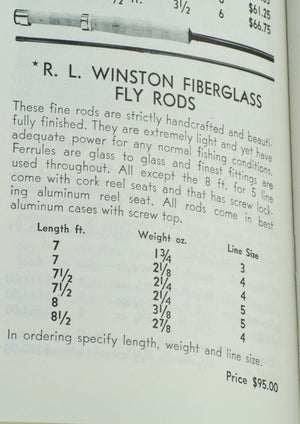 $61.25
ft. 3½ 6 $66.75
*R. L. WINSTON FIBERGLASS
FLY RODS
These fine rods are strictly handcrafted and beauti-
fully finished. They are extremely light and yet have
adequate power for any normal fishing conditions.
Ferrules are glass to glass and finest fittings are
used throughout. All except the 8 ft. for 5 line
come with cork reel seats and that has screw lock-
ing aluminum reel seat. All rods come in best
aluminum cases with screw top.
Length ft. Weight oz. Line Size
7 1¾ 3
7 2⅛ 4
7½ 2¼ 4
7½ 2¼ 5
8 3⅛ 5
8½ 2⅞ 4
In ordering specify length, weight and line size.
Price $95.00